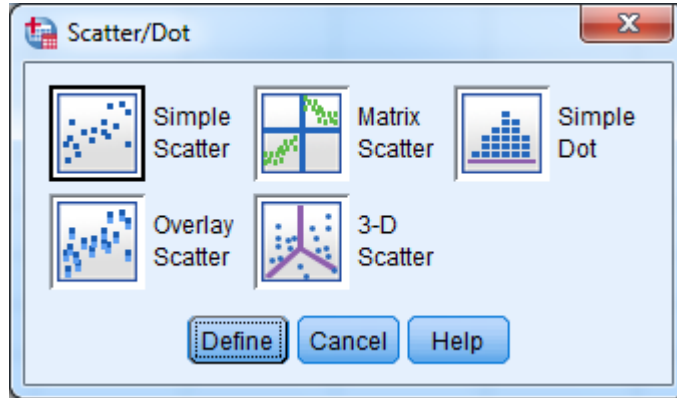 Scatter/Dot
Simple
Scatter
Matrix
Scatter
Simple
Dot
Overlay
Scatter
3-D
Scatter
Define
Cancel
Help